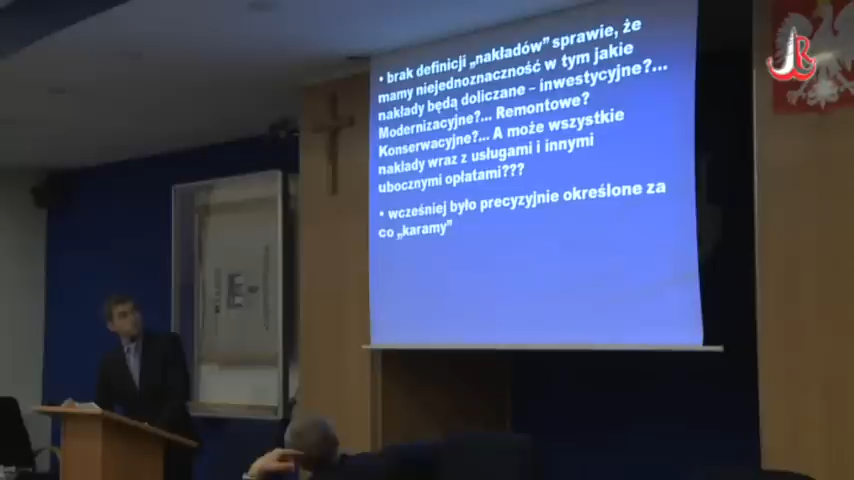 • brak definicji „nakładów” sprawie, że
mamy niejednoznaczność w tym jakie
nakłady będą doliczane – inwestycyjne?...
Modernizacyjne?... Remontowe?
Konserwacyjne?... A może wszystkie
nakłady wraz z usługami i innymi
ubocznymi opłatami???
• wcześniej było precyzyjnie określone za
co „karamy”